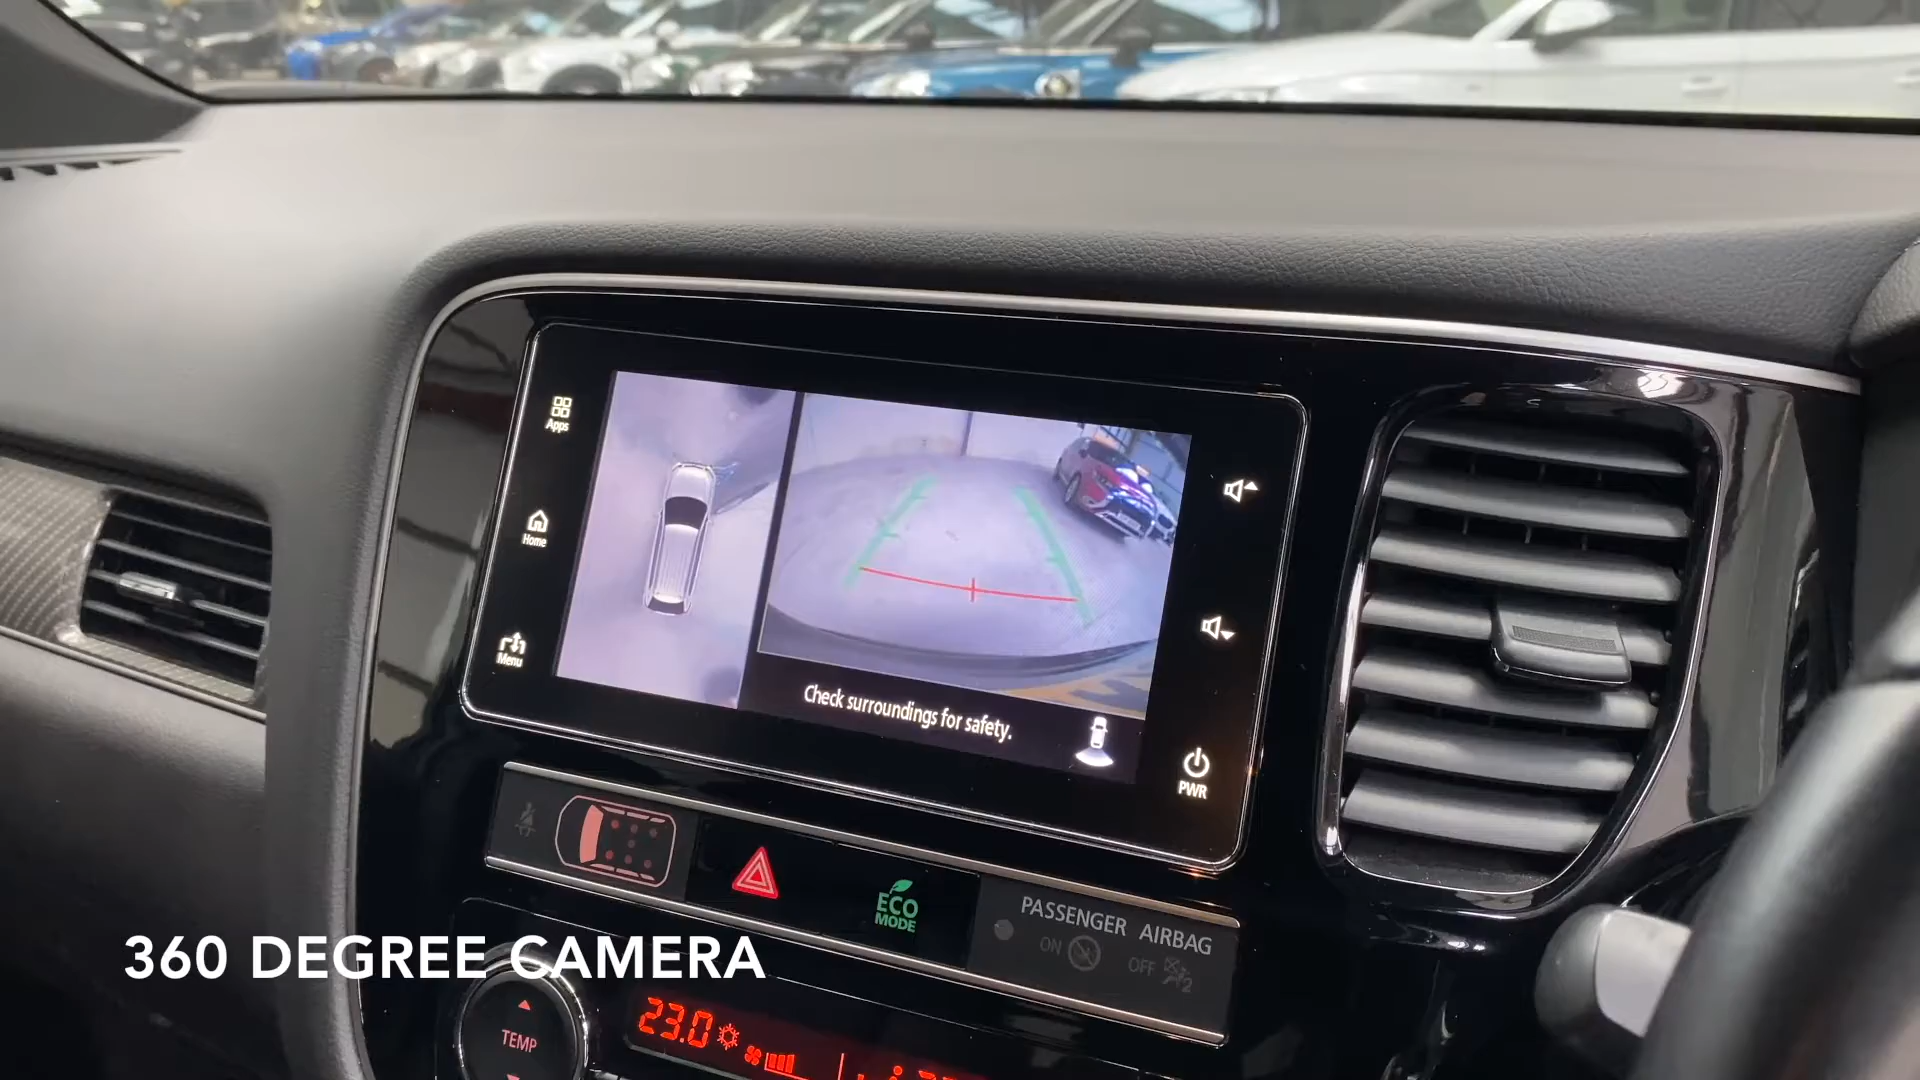 Apps
Home
Menu
Check surroundings for safety.
PWR
ECO
MODE
PASSENGER AIRBAG
ON
OFF
2
360 DEGREE CAMERA
23.0
TEMP